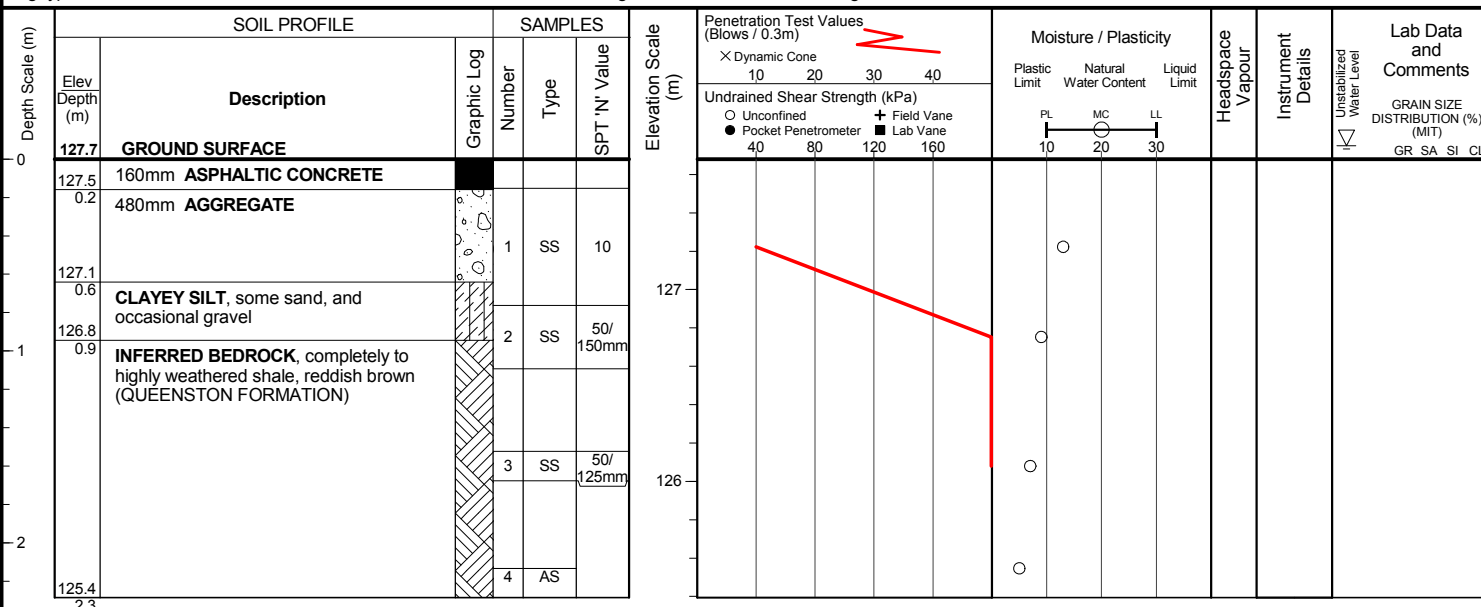 SOIL PROFILE
SAMPLES
Depth Scale (m)
Elev
Depth
(m)
Description
Graphic Log
Number
Type
SPT 'N' Value
Elevation Scale
(m)
Penetration Test Values
(Blows / 0.3m)
× Dynamic Cone
10 20 30 40
Undrained Shear Strength (kPa)
○ Unconfined + Field Vane
● Pocket Penetrometer ■ Lab Vane
40 80 120 160
Moisture / Plasticity
Plastic Limit
Natural Water Content
Liquid Limit
PL MC LL
10 20 30
Headspace
Vapour
Instrument
Details
Unstabilized
Water Level
Lab Data
and
Comments
GRAIN SIZE
DISTRIBUTION (%)
(MIT)
GR SA SI CL
127.7 GROUND SURFACE
0
127.5 160mm ASPHALTIC CONCRETE
0.2 480mm AGGREGATE
1 SS 10
127.1
0.6
127
CLAYEY SILT, some sand, and
occasional gravel
126.8
0.9
2 SS 50/
150mm
1
INFERRED BEDROCK, completely to
highly weathered shale, reddish brown
(QUEENSTON FORMATION)
3 SS 50/
125mm
126
2
4 AS
125.4
2.3